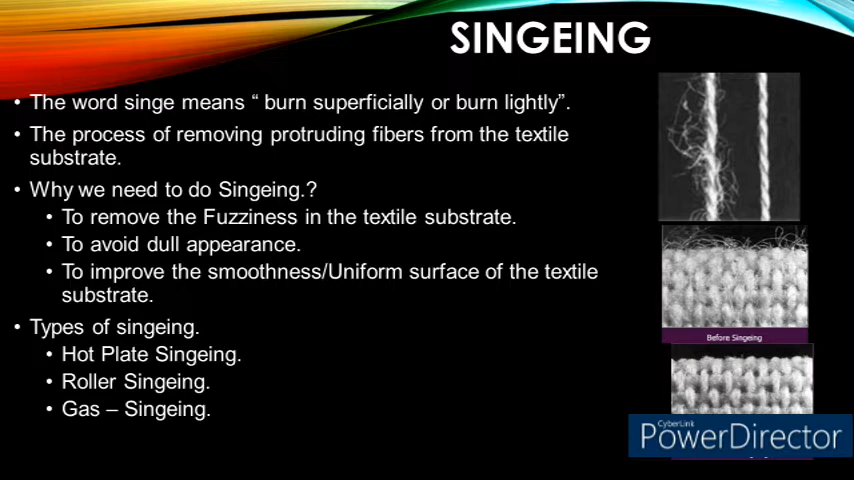 SINGEING
• The word singe means “ burn superficially or burn lightly”.
• The process of removing protruding fibers from the textile
substrate.
• Why we need to do Singeing.?
• To remove the Fuzziness in the textile substrate.
• To avoid dull appearance.
• To improve the smoothness/Uniform surface of the textile
substrate.
• Types of singeing.
• Hot Plate Singeing.
• Roller Singeing.
• Gas – Singeing.
Before Singeing
CyberLink
PowerDirector